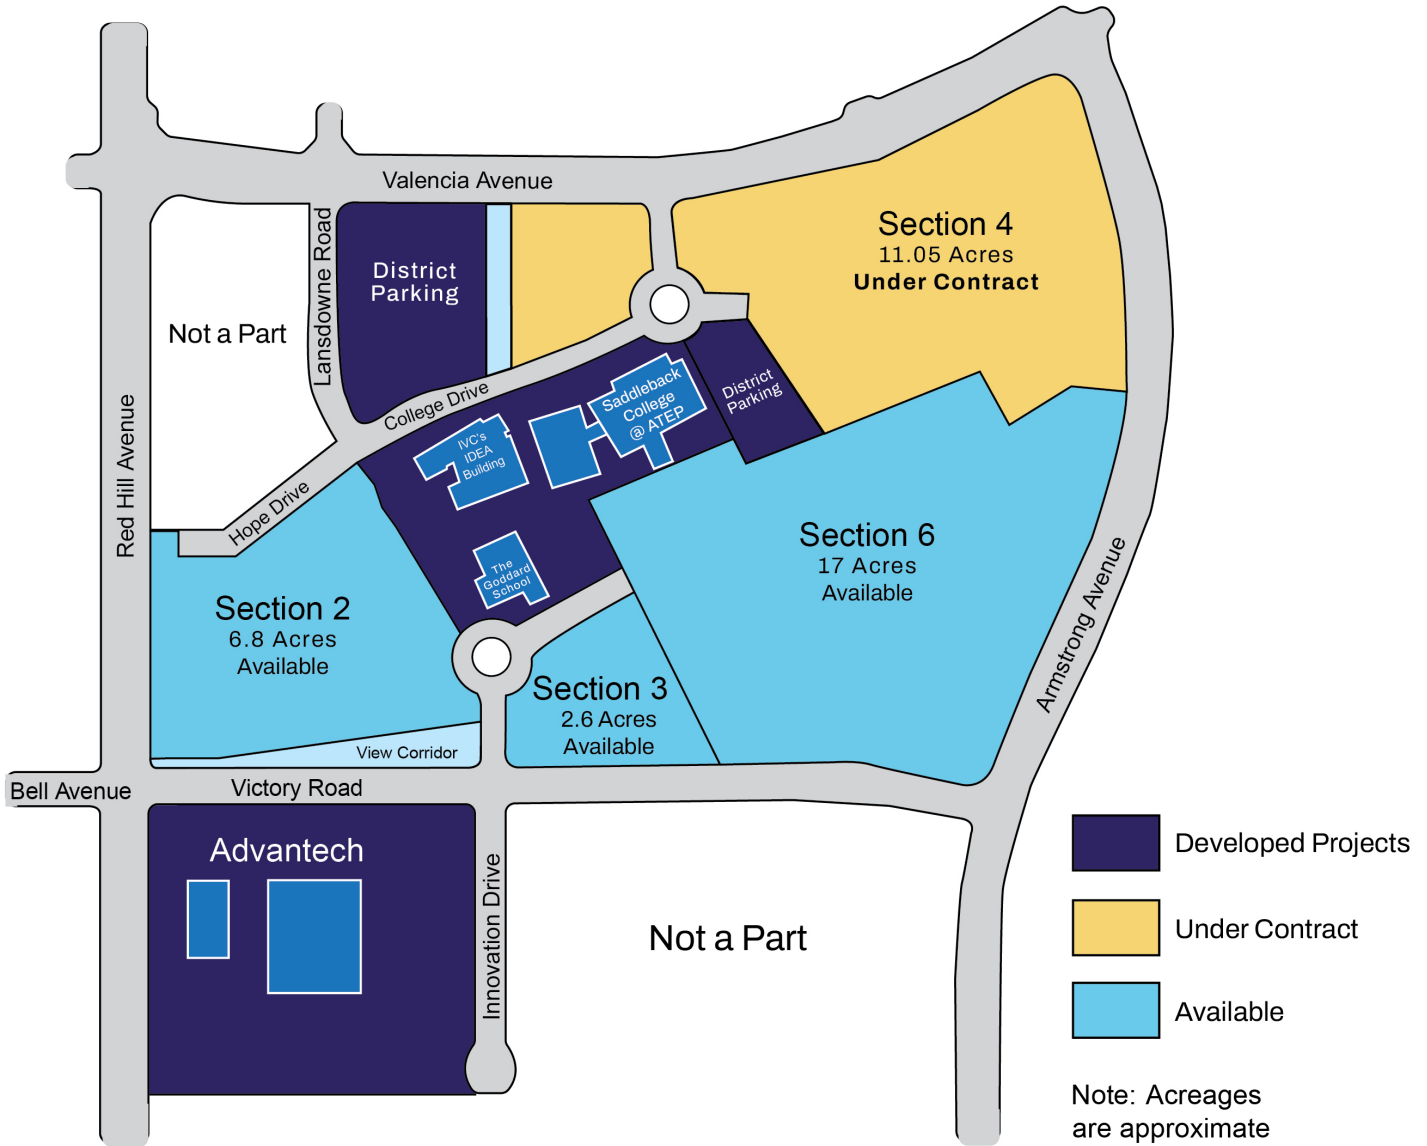 Valencia Avenue
Lansdowne Road
District
Parking
Section 4
11.05 Acres
Under Contract
Not a Part
College Drive
Saddleback
College
@ ATEP
District
Parking
IVC's
IDEA
Building
Red Hill Avenue
Hope Drive
The
Goddard
School
Section 6
17 Acres
Available
Section 2
6.8 Acres
Available
Armstrong Avenue
Section 3
2.6 Acres
Available
View Corridor
Bell Avenue
Victory Road
Advantech
Innovation Drive
Not a Part
Developed Projects
Under Contract
Available
Note: Acreages
are approximate